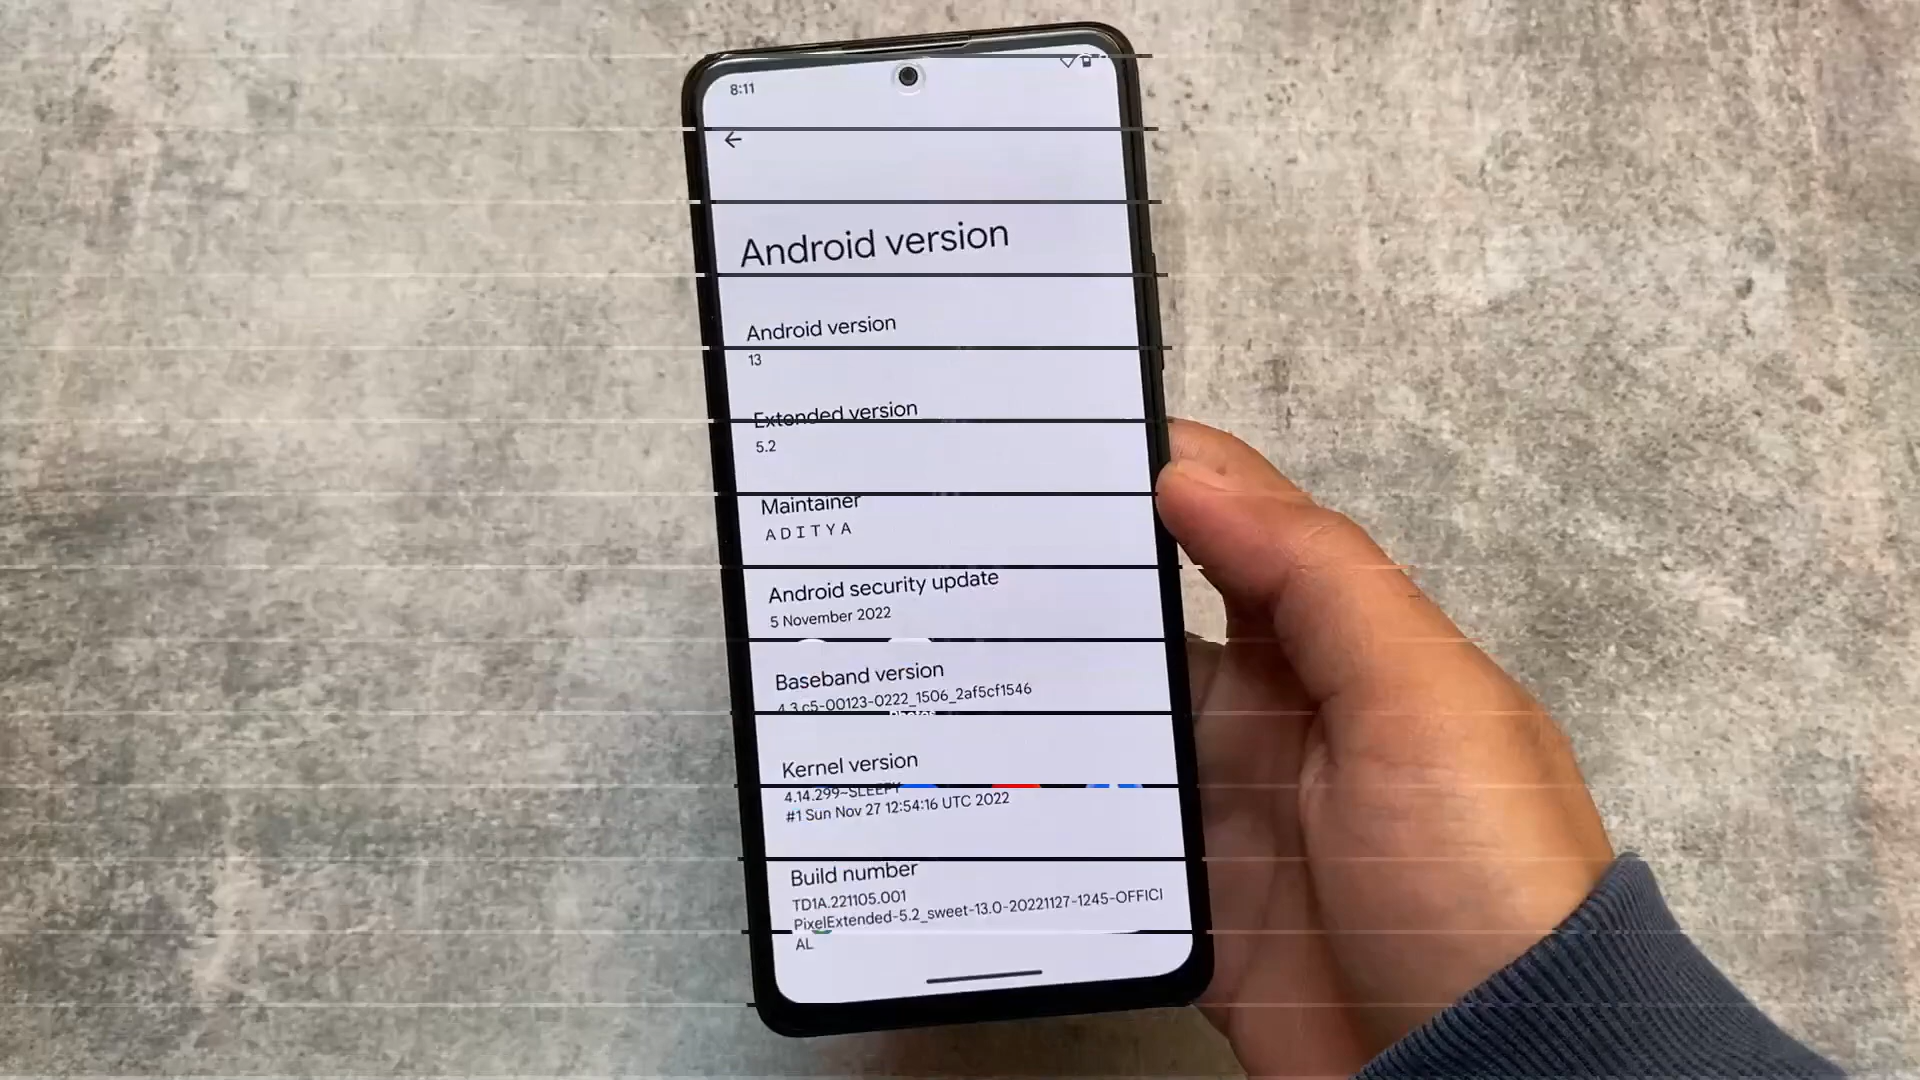 8:11
Android version
Android version
13
Extended version
5.2
Maintainer
A D I T Y A
Android security update
5 November 2022
Baseband version
4.3.c5-00123-0222_1506_2af5cf1546
Photos
Kernel version
4.14.299-SLEEPY
#1 Sun Nov 27 12:54:16 UTC 2022
Build number
TD1A.221105.001
PixelExtended-5.2_sweet-13.0-20221127-1245-OFFICI
AL